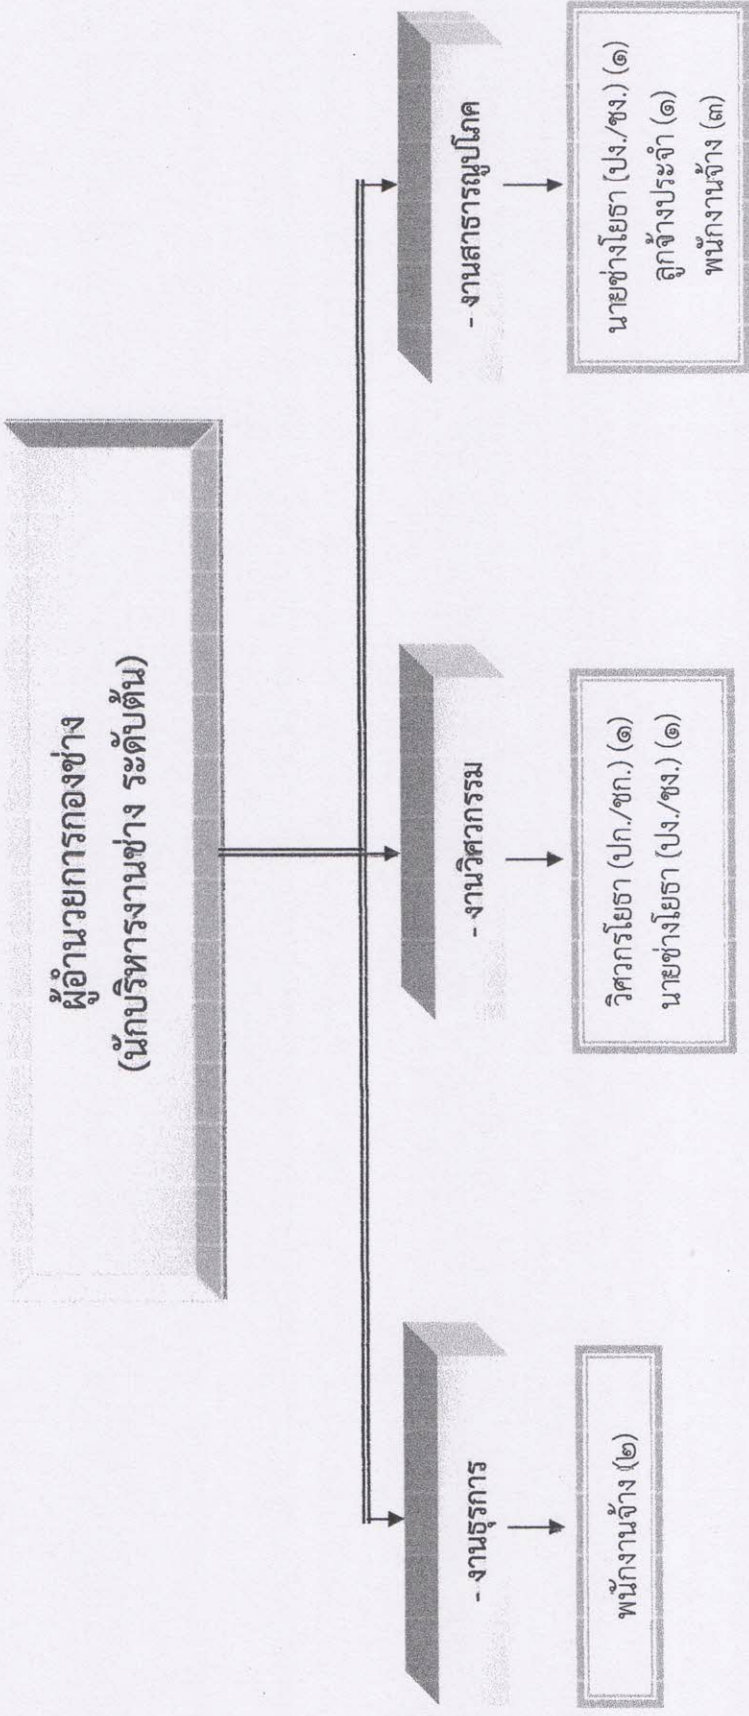 ผู้อำนวยการกองช่าง
(นักบริหารงานช่าง ระดับต้น)
- งานธุรการ
พนักงานจ้าง (๒)
- งานวิศวกรรม
วิศวกรโยธา (ปก./ชก.) (๑)
นายช่างโยธา (ปง./ชง.) (๑)
- งานสาธารณูปโภค
นายช่างโยธา (ปง./ชง.) (๑)
ลูกจ้างประจำ (๑)
พนักงานจ้าง (๓)